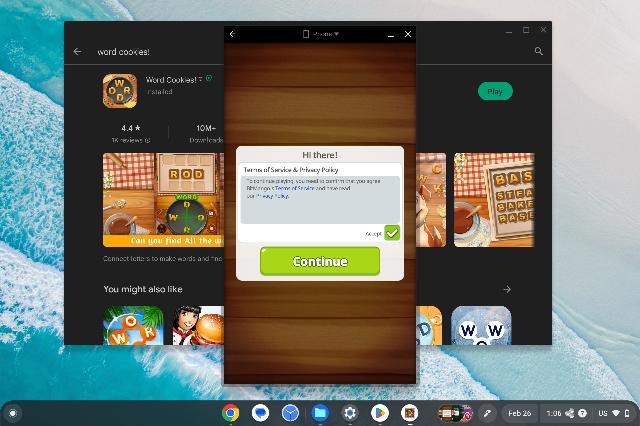 Phone
word cookies!
Word Cookies!
Installed
Play
4.4★
1K reviews
10M+
Downloads
ROD
WORD
Can you find All the w
Connect letters to make words and find
BAS
STEA
BAKE
BASE
Hi there!
Terms of Service & Privacy Policy
To continue playing, you need to confirm that you agree
BitMango's Terms of Service and have read
our Privacy Policy.
Accept
Continue
You might also like
WOR
D
W W
Feb 26
1:06
US